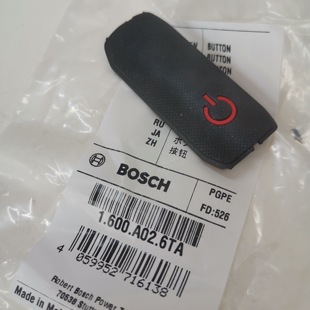 BUTTON
BUTTON
BUTTON
RU
JA
ZH 按钮
BOSCH
PGPE
FD:526
1.600.A02.6TA
4 059952 716138
Robert Bosch Power T
70538 Stutt
Made in M